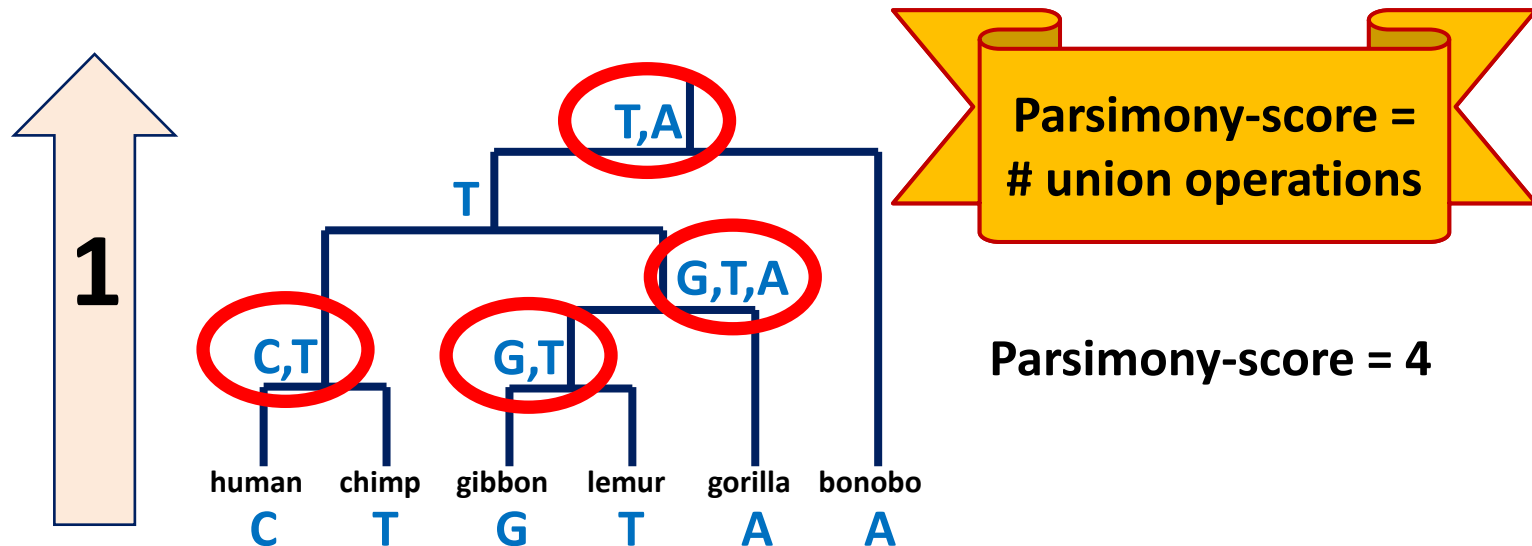 Parsimony-score =
# union operations
T,A
T
1
G,T,A
C,T
G,T
Parsimony-score = 4
human chimp gibbon lemur gorilla bonobo
C T G T A A